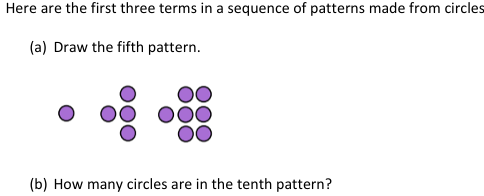 Here are the first three terms in a sequence of patterns made from circles
(a) Draw the fifth pattern.
(b) How many circles are in the tenth pattern?